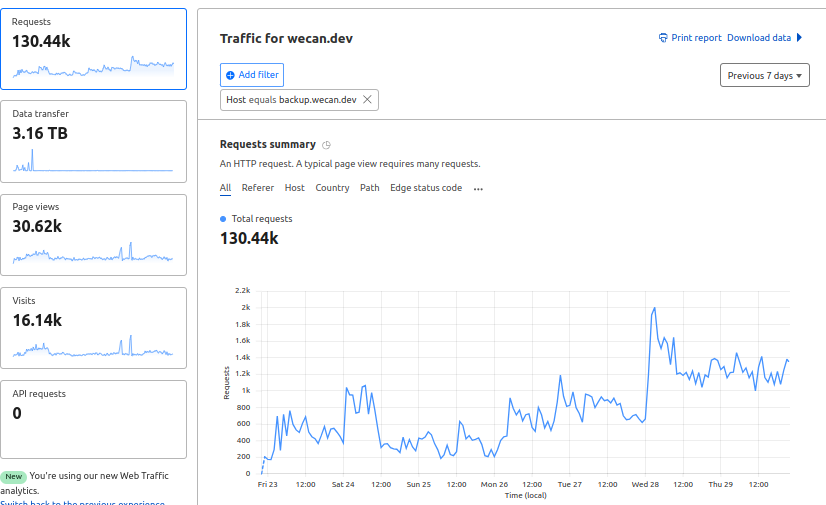 Requests
130.44k
Data transfer
3.16 TB
Page views
30.62k
Visits
16.14k
API requests
0
New You're using our new Web Traffic
analytics.
Switch back to the previous experience
Traffic for wecan.dev
Print report Download data
Add filter
Previous 7 days
Host equals backup.wecan.dev
Requests summary
An HTTP request. A typical page view requires many requests.
All Referer Host Country Path Edge status code ...
Total requests
130.44k
2.2k
2k
1.8k
1.6k
1.4k
1.2k
1k
800
600
400
200
0
Requests
Fri 23 12:00 Sat 24 12:00 Sun 25 12:00 Mon 26 12:00 Tue 27 12:00 Wed 28 12:00 Thu 29 12:00
Time (local)